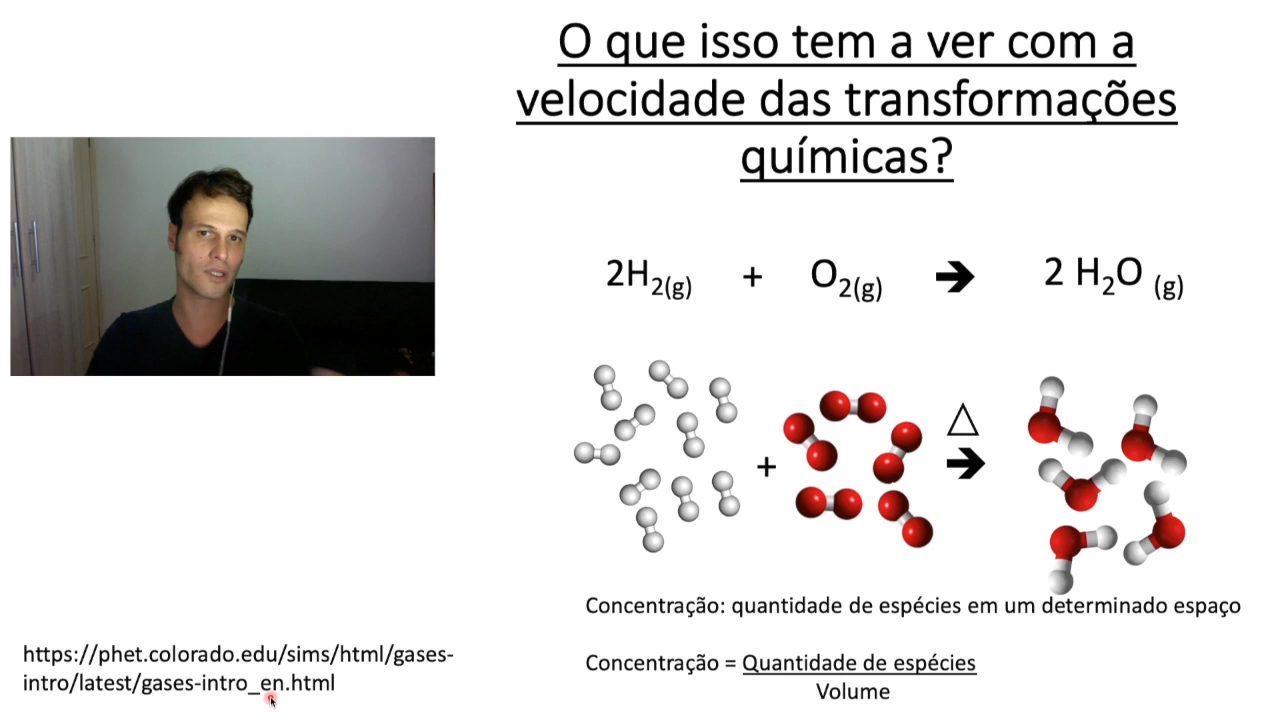 O que isso tem a ver com a
velocidade das transformações
químicas?
2H₂(g) + O₂(g) ➔ 2 H₂O (g)
+ △ ➔
Concentração: quantidade de espécies em um determinado espaço
Concentração = Quantidade de espécies
Volume
https://phet.colorado.edu/sims/html/gases-
intro/latest/gases-intro_en.html